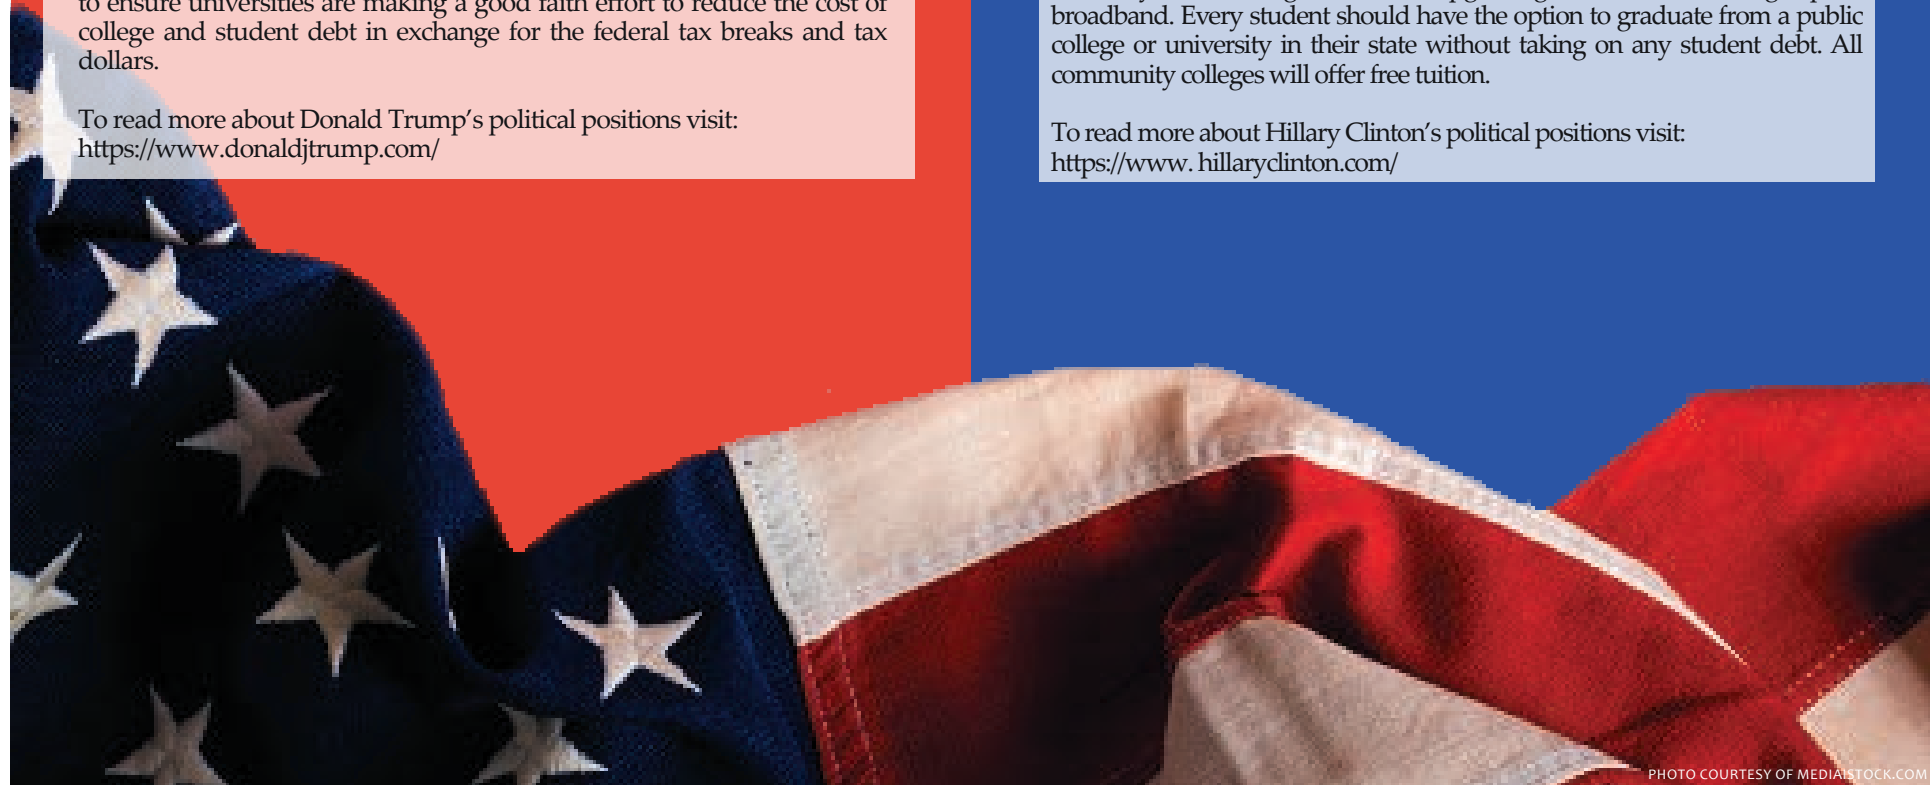 to ensure universities are making a good faith effort to reduce the cost of
college and student debt in exchange for the federal tax breaks and tax
dollars.
To read more about Donald Trump’s political positions visit:
https://www.donaldjtrump.com/
broadband. Every student should have the option to graduate from a public
college or university in their state without taking on any student debt. All
community colleges will offer free tuition.
To read more about Hillary Clinton’s political positions visit:
https://www. hillaryclinton.com/
PHOTO COURTESY OF MEDIAISTOCK.COM